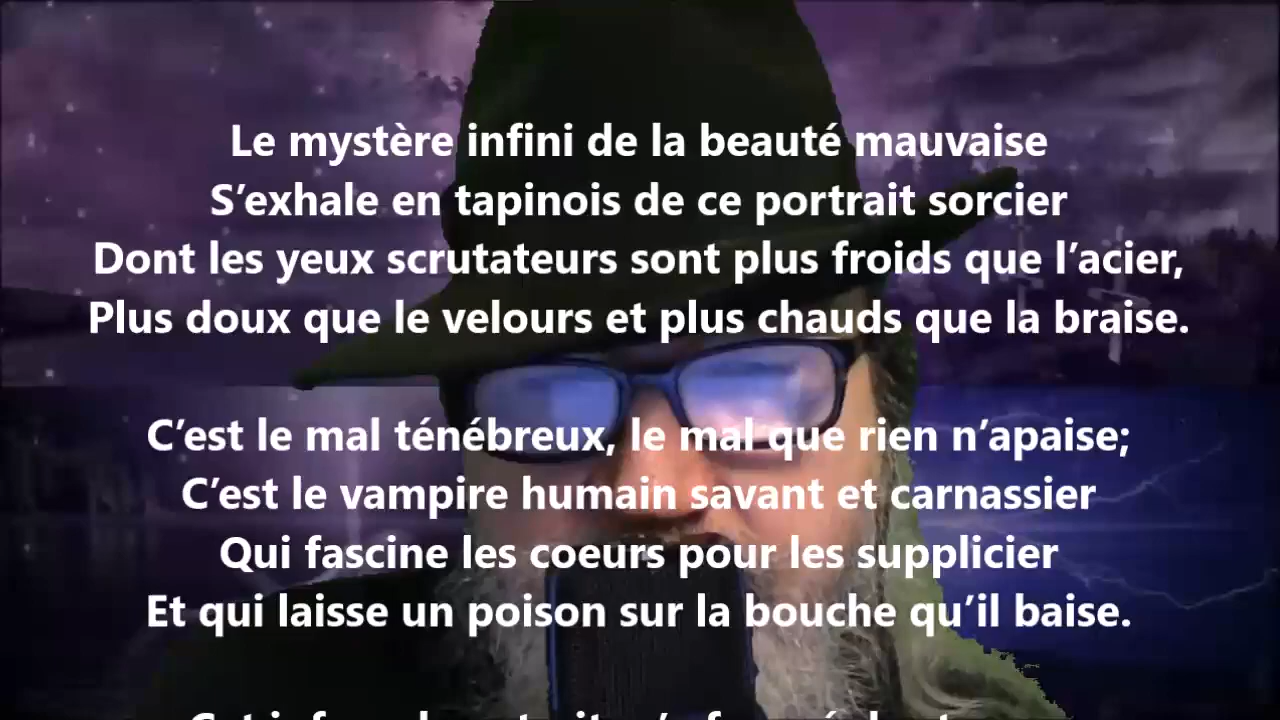 Le mystère infini de la beauté mauvaise
S’exhale en tapinois de ce portrait sorcier
Dont les yeux scrutateurs sont plus froids que l’acier,
Plus doux que le velours et plus chauds que la braise.
C’est le mal ténébreux, le mal que rien n’apaise;
C’est le vampire humain savant et carnassier
Qui fascine les coeurs pour les supplicier
Et qui laisse un poison sur la bouche qu’il baise.